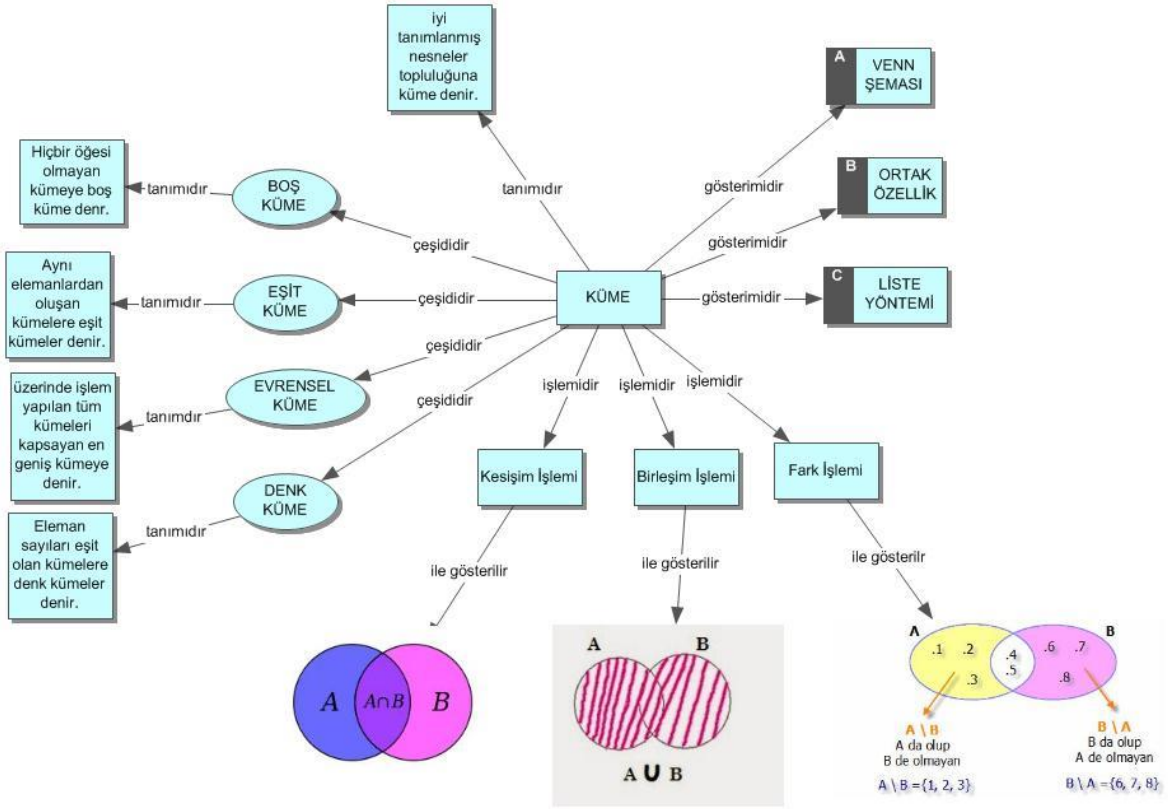 iyi
tanımlanmış
nesneler
topluluğuna
küme denir.
A
VENN
ŞEMASI
Hiçbir öğesi
olmayan
kümeye boş
küme denr.
tanımıdır
BOŞ
KÜME
tanımıdır
gösterimidir
B
ORTAK
ÖZELLİK
çeşididir
gösterimidir
Aynı
elemanlardan
oluşan
kümelere eşit
kümeler denir.
tanımıdır
EŞİT
KÜME
çeşididir
KÜME
gösterimidir
C
LİSTE
YÖNTEMİ
çeşididir
üzerinde işlem
yapılan tüm
kümeleri
kapsayan en
geniş kümeye
denir.
tanımdır
EVRENSEL
KÜME
çeşididir
işlemidir
işlemidir
işlemidir
Kesişim İşlemi
Birleşim İşlemi
Fark İşlemi
DENK
KÜME
tanımıdır
Eleman
sayıları eşit
olan kümelere
denk kümeler
denir.
ile gösterilir
ile gösterilir
ile gösterilr
A
A∩B
B
A
B
A U B
A
B
.1
.2
.3
.4
.5
.6
.7
.8
A \ B
A da olup
B de olmayan
A \ B ={1, 2, 3}
B \ A
B da olup
A de olmayan
B \ A ={6, 7, 8}